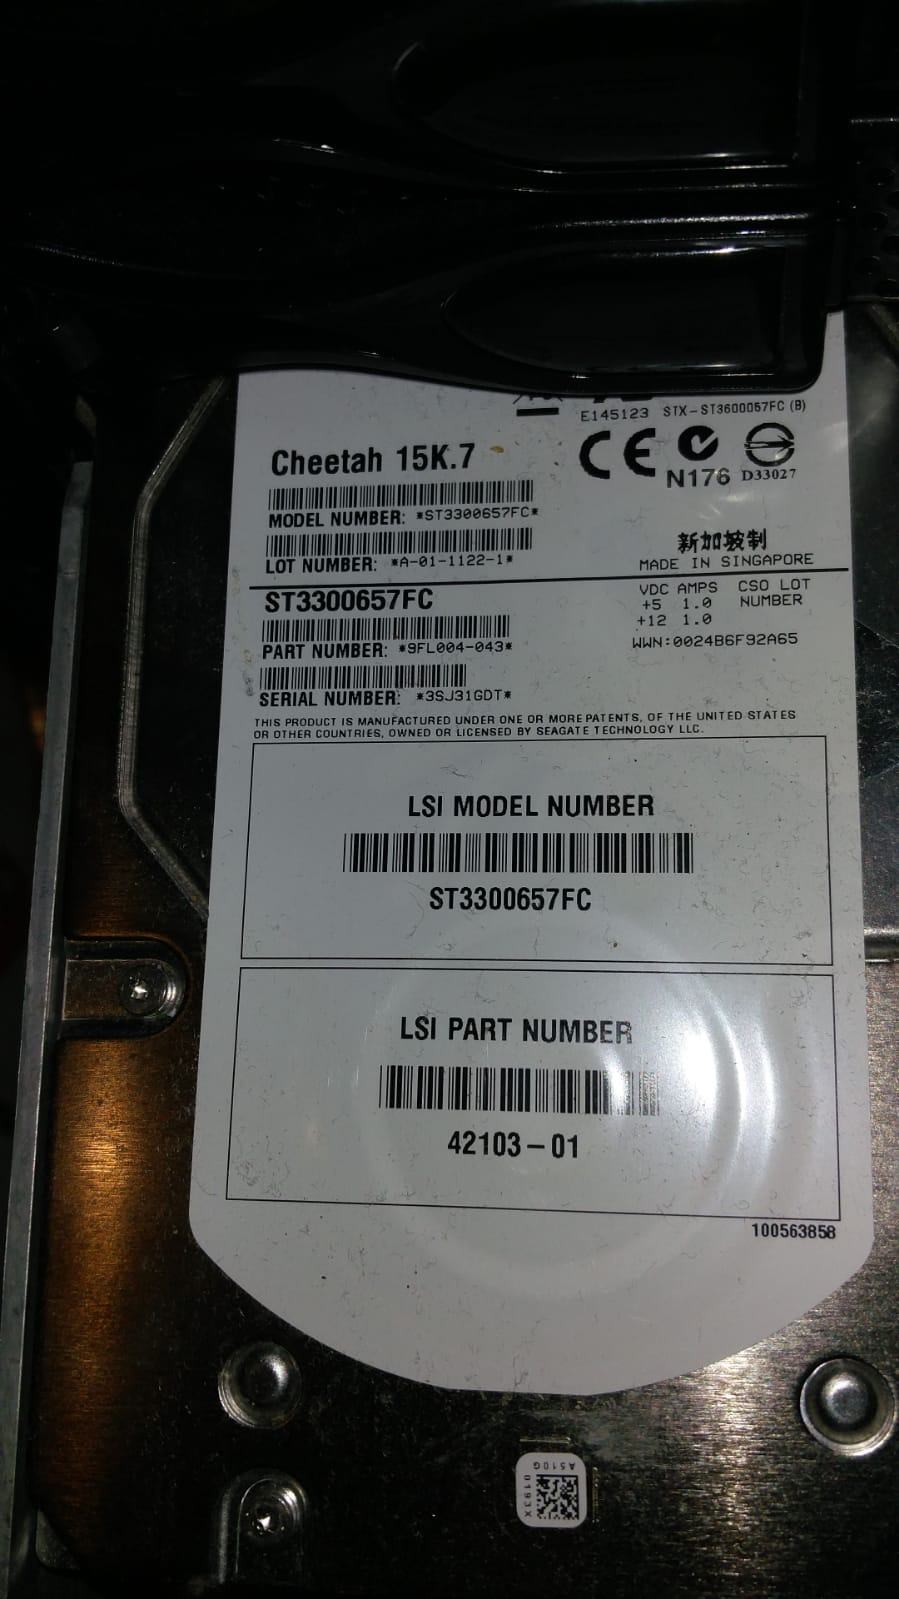 E145123 STX-ST3600057FC (B)
Cheetah 15K.7
N176 D33027
MODEL NUMBER: *ST3300657FC*
LOT NUMBER: *A-01-1122-1*
新加坡制
MADE IN SINGAPORE
ST3300657FC
VDC AMPS CSO LOT
+5 1.0 NUMBER
+12 1.0
PART NUMBER: *9FL004-043*
WWN:0024B6F92A65
SERIAL NUMBER: *3SJ31GDT*
THIS PRODUCT IS MANUFACTURED UNDER ONE OR MORE PATENTS, OF THE UNITED STATES
OR OTHER COUNTRIES, OWNED OR LICENSED BY SEAGATE TECHNOLOGY LLC.
LSI MODEL NUMBER
ST3300657FC
LSI PART NUMBER
42103-01
100563858
A510G
0193X